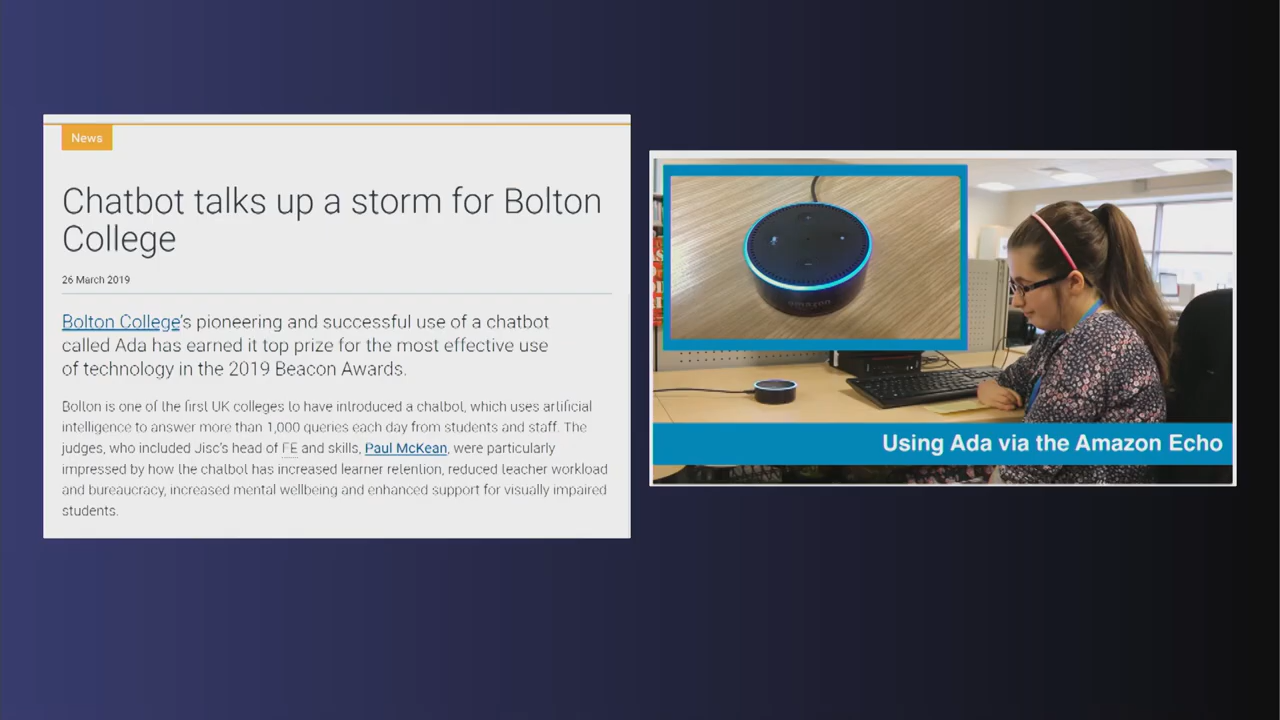 News
Chatbot talks up a storm for Bolton
College
26 March 2019
Bolton College's pioneering and successful use of a chatbot
called Ada has earned it top prize for the most effective use
of technology in the 2019 Beacon Awards.
Bolton is one of the first UK colleges to have introduced a chatbot, which uses artificial
intelligence to answer more than 1,000 queries each day from students and staff. The
judges, who included Jisc's head of FE and skills, Paul McKean, were particularly
impressed by how the chatbot has increased learner retention, reduced teacher workload
and bureaucracy, increased mental wellbeing and enhanced support for visually impaired
students.
amazon
Using Ada via the Amazon Echo